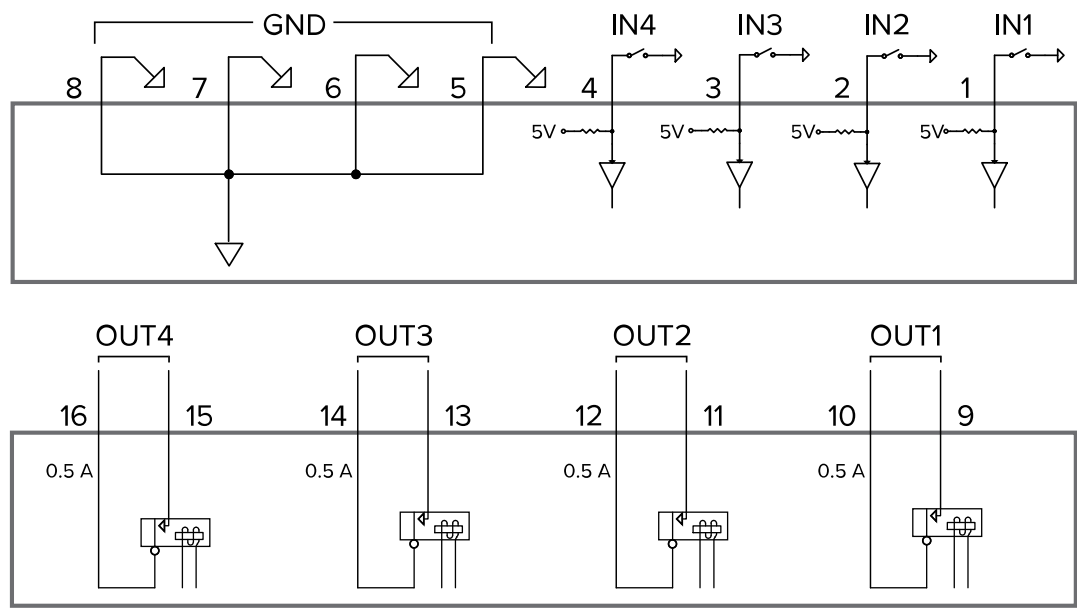 GND IN4 IN3 IN2 IN1
8 7 6 5 4 3 2 1
5V 5V 5V 5V
OUT4 OUT3 OUT2 OUT1
16 15 14 13 12 11 10 9
0.5 A 0.5 A 0.5 A 0.5 A